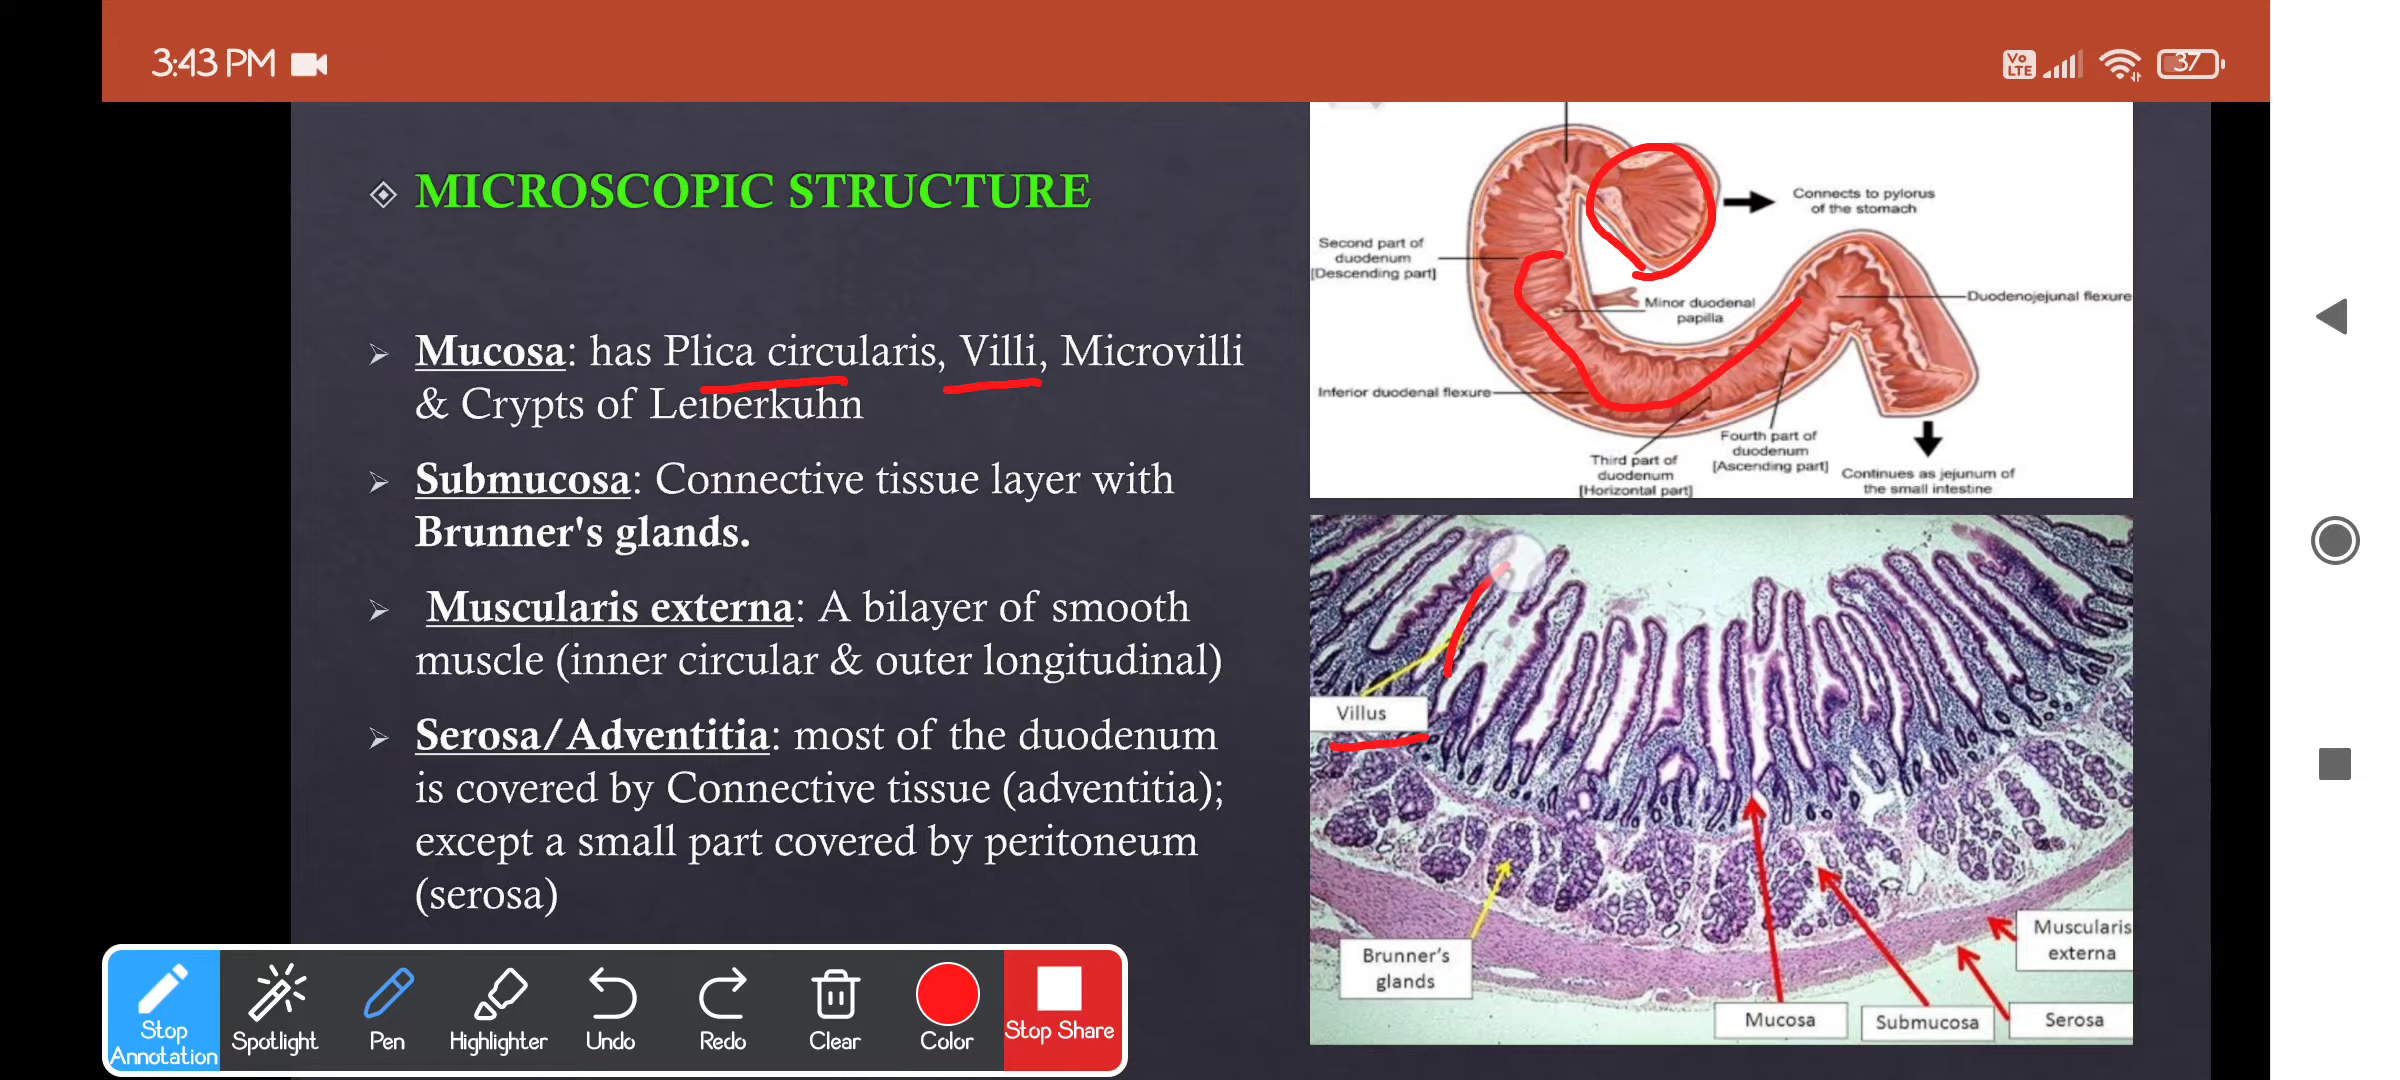 3:43 PM
Vo LTE
37
MICROSCOPIC STRUCTURE
Mucosa: has Plica circularis, Villi, Microvilli
& Crypts of Leiberkuhn
Submucosa: Connective tissue layer with
Brunner's glands.
Muscularis externa: A bilayer of smooth
muscle (inner circular & outer longitudinal)
Serosa/Adventitia: most of the duodenum
is covered by Connective tissue (adventitia);
except a small part covered by peritoneum
(serosa)
Connects to pylorus
of the stomach
Second part of
duodenum
[Descending part]
Minor duodenal
papilla
Duodenojejunal flexure
Inferior duodenal flexure
Fourth part of
duodenum
[Ascending part]
Third part of
duodenum
[Horizontal part]
Continues as jejunum of
the small intestine
Villus
Brunner's
glands
Muscularis
externa
Mucosa
Submucosa
Serosa
Stop
Annotation
Spotlight
Pen
Highlighter
Undo
Redo
Clear
Color
Stop Share